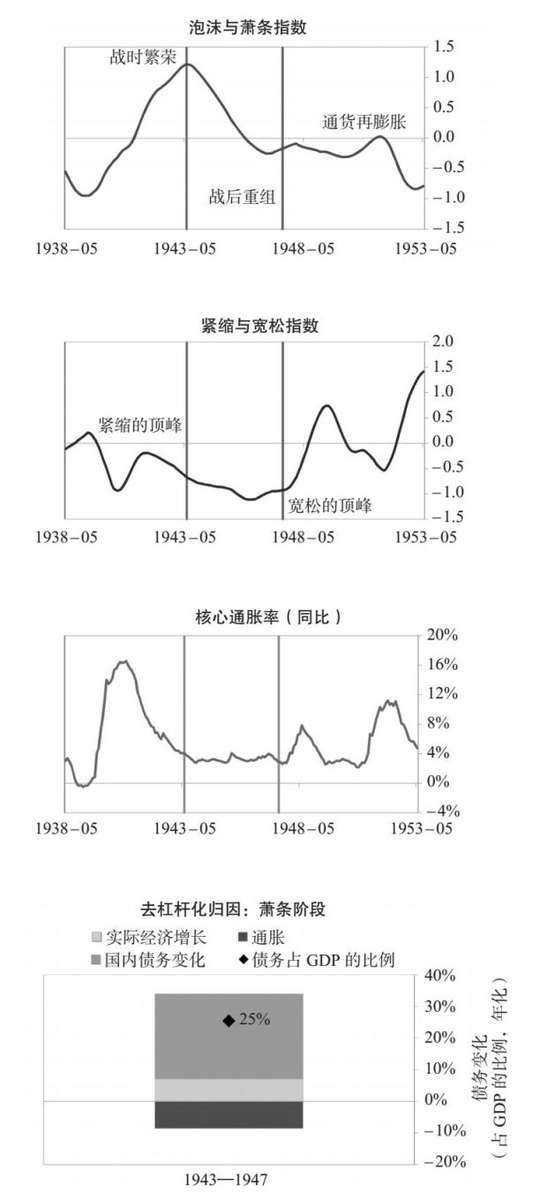 泡沫与萧条指数
战时繁荣
通货再膨胀
战后重组
1.5
1.0
0.5
0.0
−0.5
−1.0
−1.5
1938−05 1943−05 1948−05 1953−05
紧缩与宽松指数
紧缩的顶峰
宽松的顶峰
2.0
1.5
1.0
0.5
0.0
−0.5
−1.0
−1.5
1938−05 1943−05 1948−05 1953−05
核心通胀率（同比）
20%
16%
12%
8%
4%
0%
−4%
1938−05 1943−05 1948−05 1953−05
去杠杆化归因：萧条阶段
实际经济增长 通胀
国内债务变化 债务占 GDP 的比例
25%
40%
30%
20%
10%
0%
−10%
−20%
债务变化
（占 GDP 的比例，年化）
1943—1947